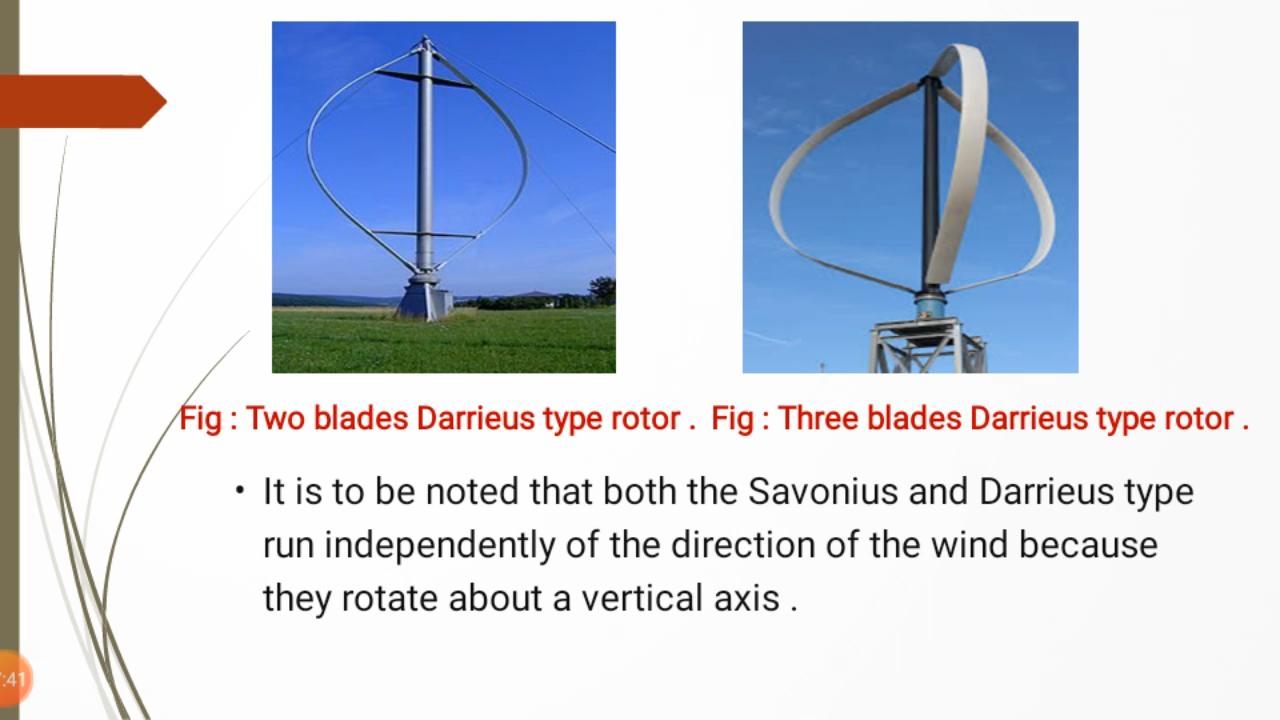 Fig : Two blades Darrieus type rotor . Fig : Three blades Darrieus type rotor .
• It is to be noted that both the Savonius and Darrieus type
run independently of the direction of the wind because
they rotate about a vertical axis .
:41